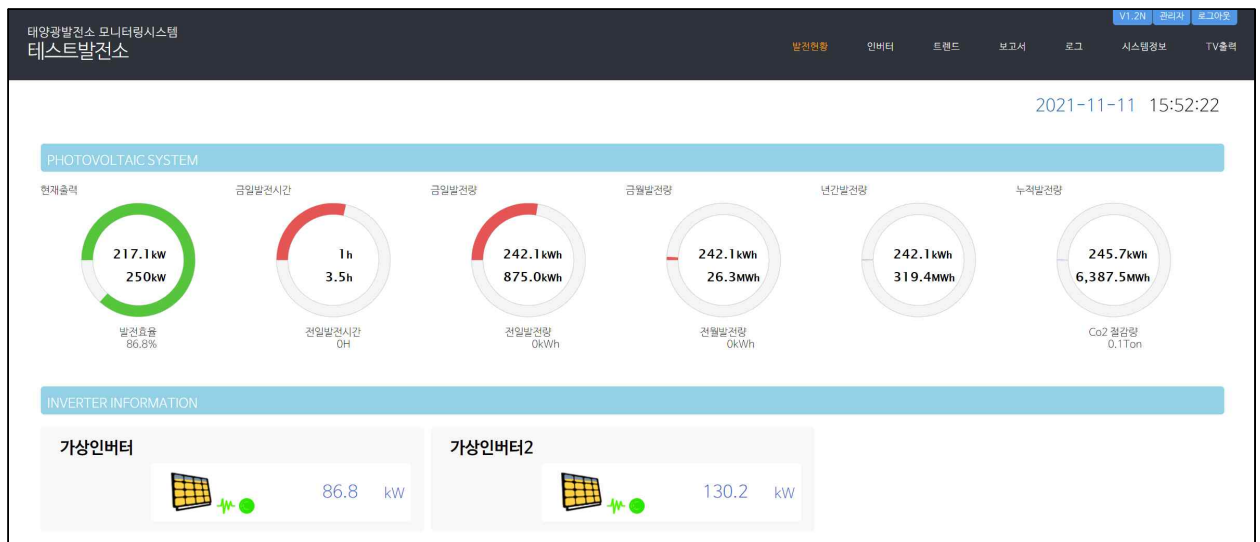 V1.2N 관리자 로그아웃
태양광발전소 모니터링시스템
테스트발전소
발전현황 인버터 트렌드 보고서 로그 시스템정보 TV출력
2021-11-11 15:52:22
PHOTOVOLTAIC SYSTEM
현재출력 금일발전시간 금일발전량 금월발전량 년간발전량 누적발전량
217.1kW 1h 242.1kWh 242.1kWh 242.1kWh 245.7kWh
250kW 3.5h 875.0kWh 26.3MWh 319.4MWh 6,387.5MWh
발전효율 전일발전시간 전일발전량 전월발전량 Co2 절감량
86.8% 0H 0kWh 0kWh 0.1Ton
INVERTER INFORMATION
가상인버터 가상인버터2
86.8 kW 130.2 kW